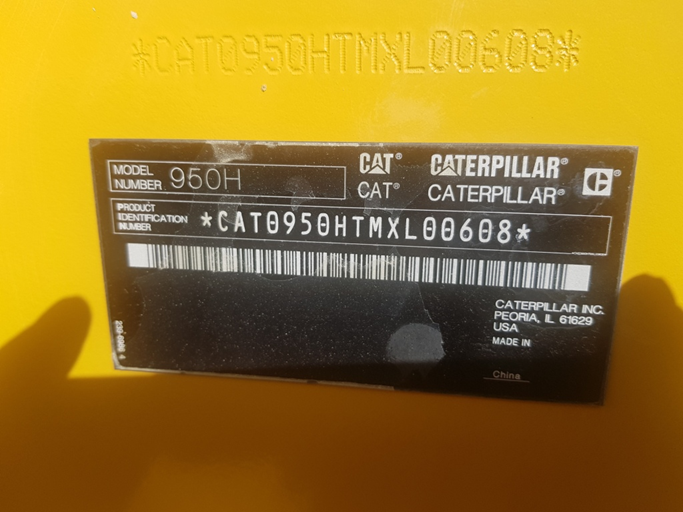 *CAT0950HTMXL00608*
MODEL NUMBER 950H
CAT® CATERPILLAR® C
CAT® CATERPILLAR®
PRODUCT IDENTIFICATION NUMBER *CAT0950HTMXL00608*
CATERPILLAR INC.
PEORIA, IL 61629
USA
MADE IN
China